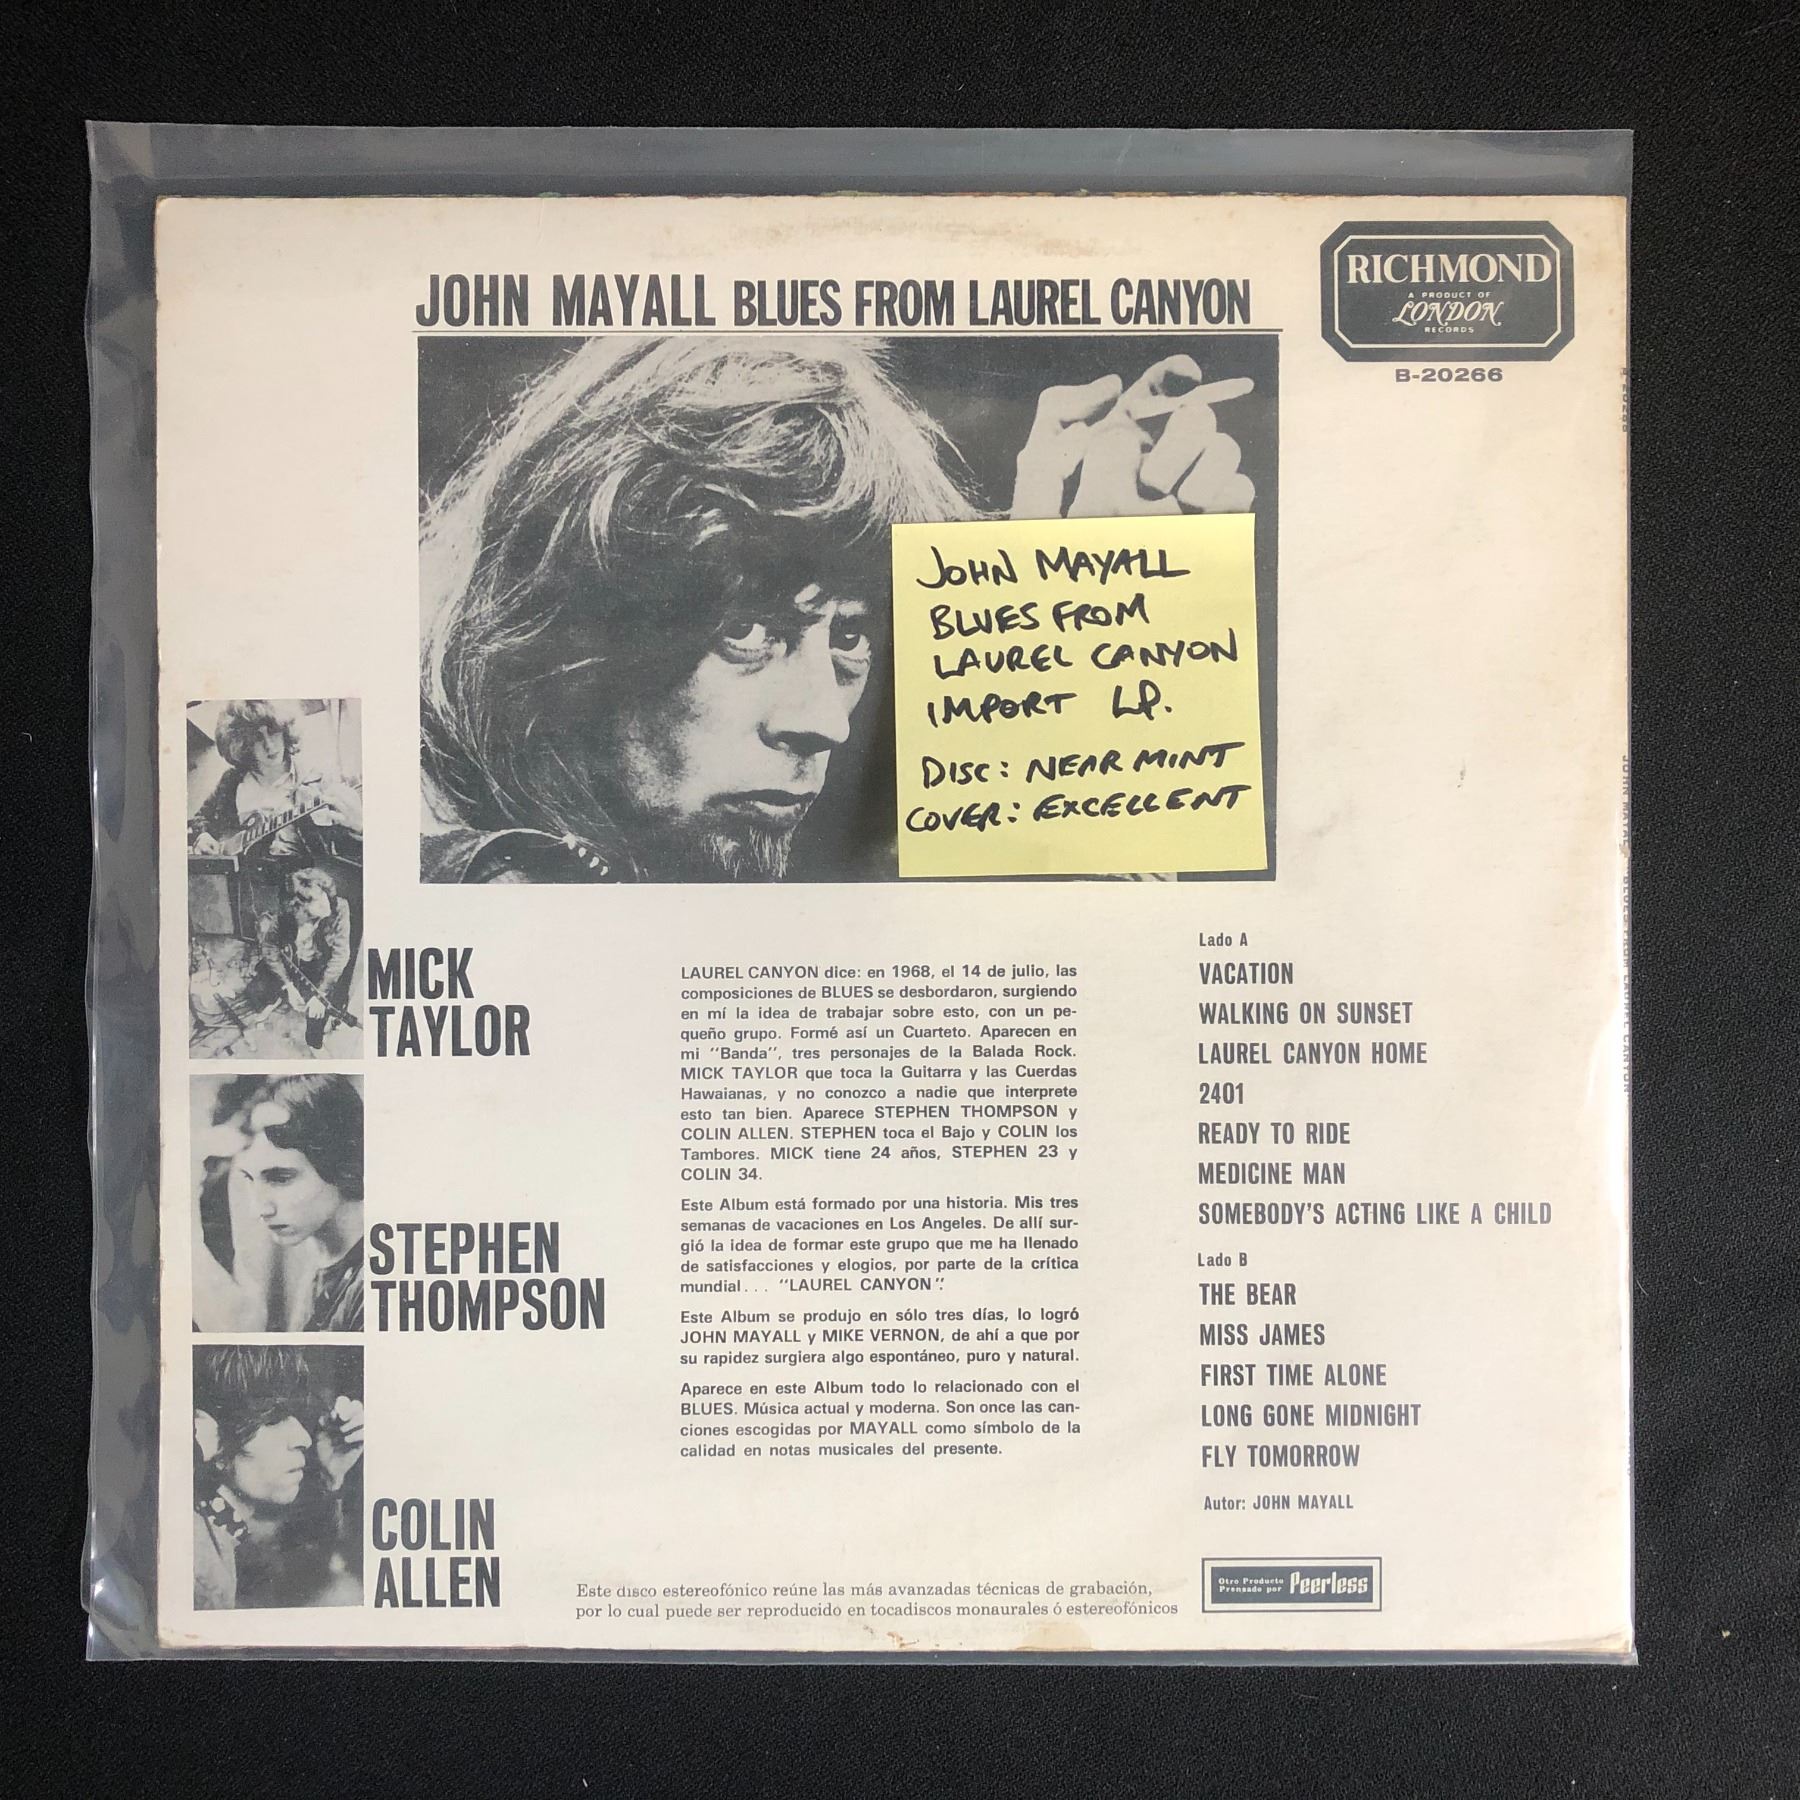 JOHN MAYALL BLUES FROM LAUREL CANYON
RICHMOND
A PRODUCT OF
LONDON
RECORDS
B-20266
JOHN MAYALL
BLUES FROM
LAUREL CANYON
IMPORT LP.
DISC: NEAR MINT
COVER: EXCELLENT
MICK
TAYLOR
STEPHEN
THOMPSON
COLIN
ALLEN
LAUREL CANYON dice: en 1968, el 14 de julio, las
composiciones de BLUES se desbordaron, surgiendo
en mí la idea de trabajar sobre esto, con un pe-
queño grupo. Formé así un Cuarteto. Aparecen en
mi "Banda", tres personajes de la Balada Rock.
MICK TAYLOR que toca la Guitarra y las Cuerdas
Hawaianas, y no conozco a nadie que interprete
esto tan bien. Aparece STEPHEN THOMPSON y
COLIN ALLEN. STEPHEN toca el Bajo y COLIN los
Tambores. MICK tiene 24 años, STEPHEN 23 y
COLIN 34.
Este Album está formado por una historia. Mis tres
semanas de vacaciones en Los Angeles. De allí sur-
gió la idea de formar este grupo que me ha llenado
de satisfacciones y elogios, por parte de la crítica
mundial... "LAUREL CANYON".
Este Album se produjo en sólo tres días, lo logró
JOHN MAYALL y MIKE VERNON, de ahí a que por
su rapidez surgiera algo espontáneo, puro y natural.
Aparece en este Album todo lo relacionado con el
BLUES. Música actual y moderna. Son once las can-
ciones escogidas por MAYALL como símbolo de la
calidad en notas musicales del presente.
Lado A
VACATION
WALKING ON SUNSET
LAUREL CANYON HOME
2401
READY TO RIDE
MEDICINE MAN
SOMEBODY'S ACTING LIKE A CHILD
Lado B
THE BEAR
MISS JAMES
FIRST TIME ALONE
LONG GONE MIDNIGHT
FLY TOMORROW
Autor: JOHN MAYALL
Este disco estereofónico reúne las más avanzadas técnicas de grabación,
por lo cual puede ser reproducido en tocadiscos monaurales ó estereofónicos
Otro Producto
Prensado por Peerless